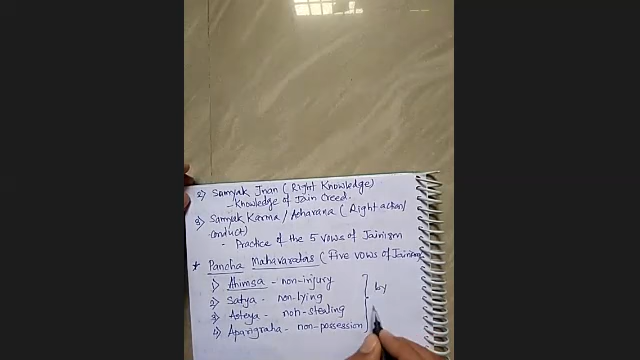 2) Samyak Jnan (Right Knowledge)
- Knowledge of Jain Creed.
3) Samyak Karma / Acharana (Right action/
conduct)
- Practice of the 5 vows of Jainism
* Pancha Mahavaratas (Five vows of Jainism
1) Ahimsa - non-injury
2) Satya - non-lying
3) Asteya - non-stealing
4) Aparigraha - non-possession
by